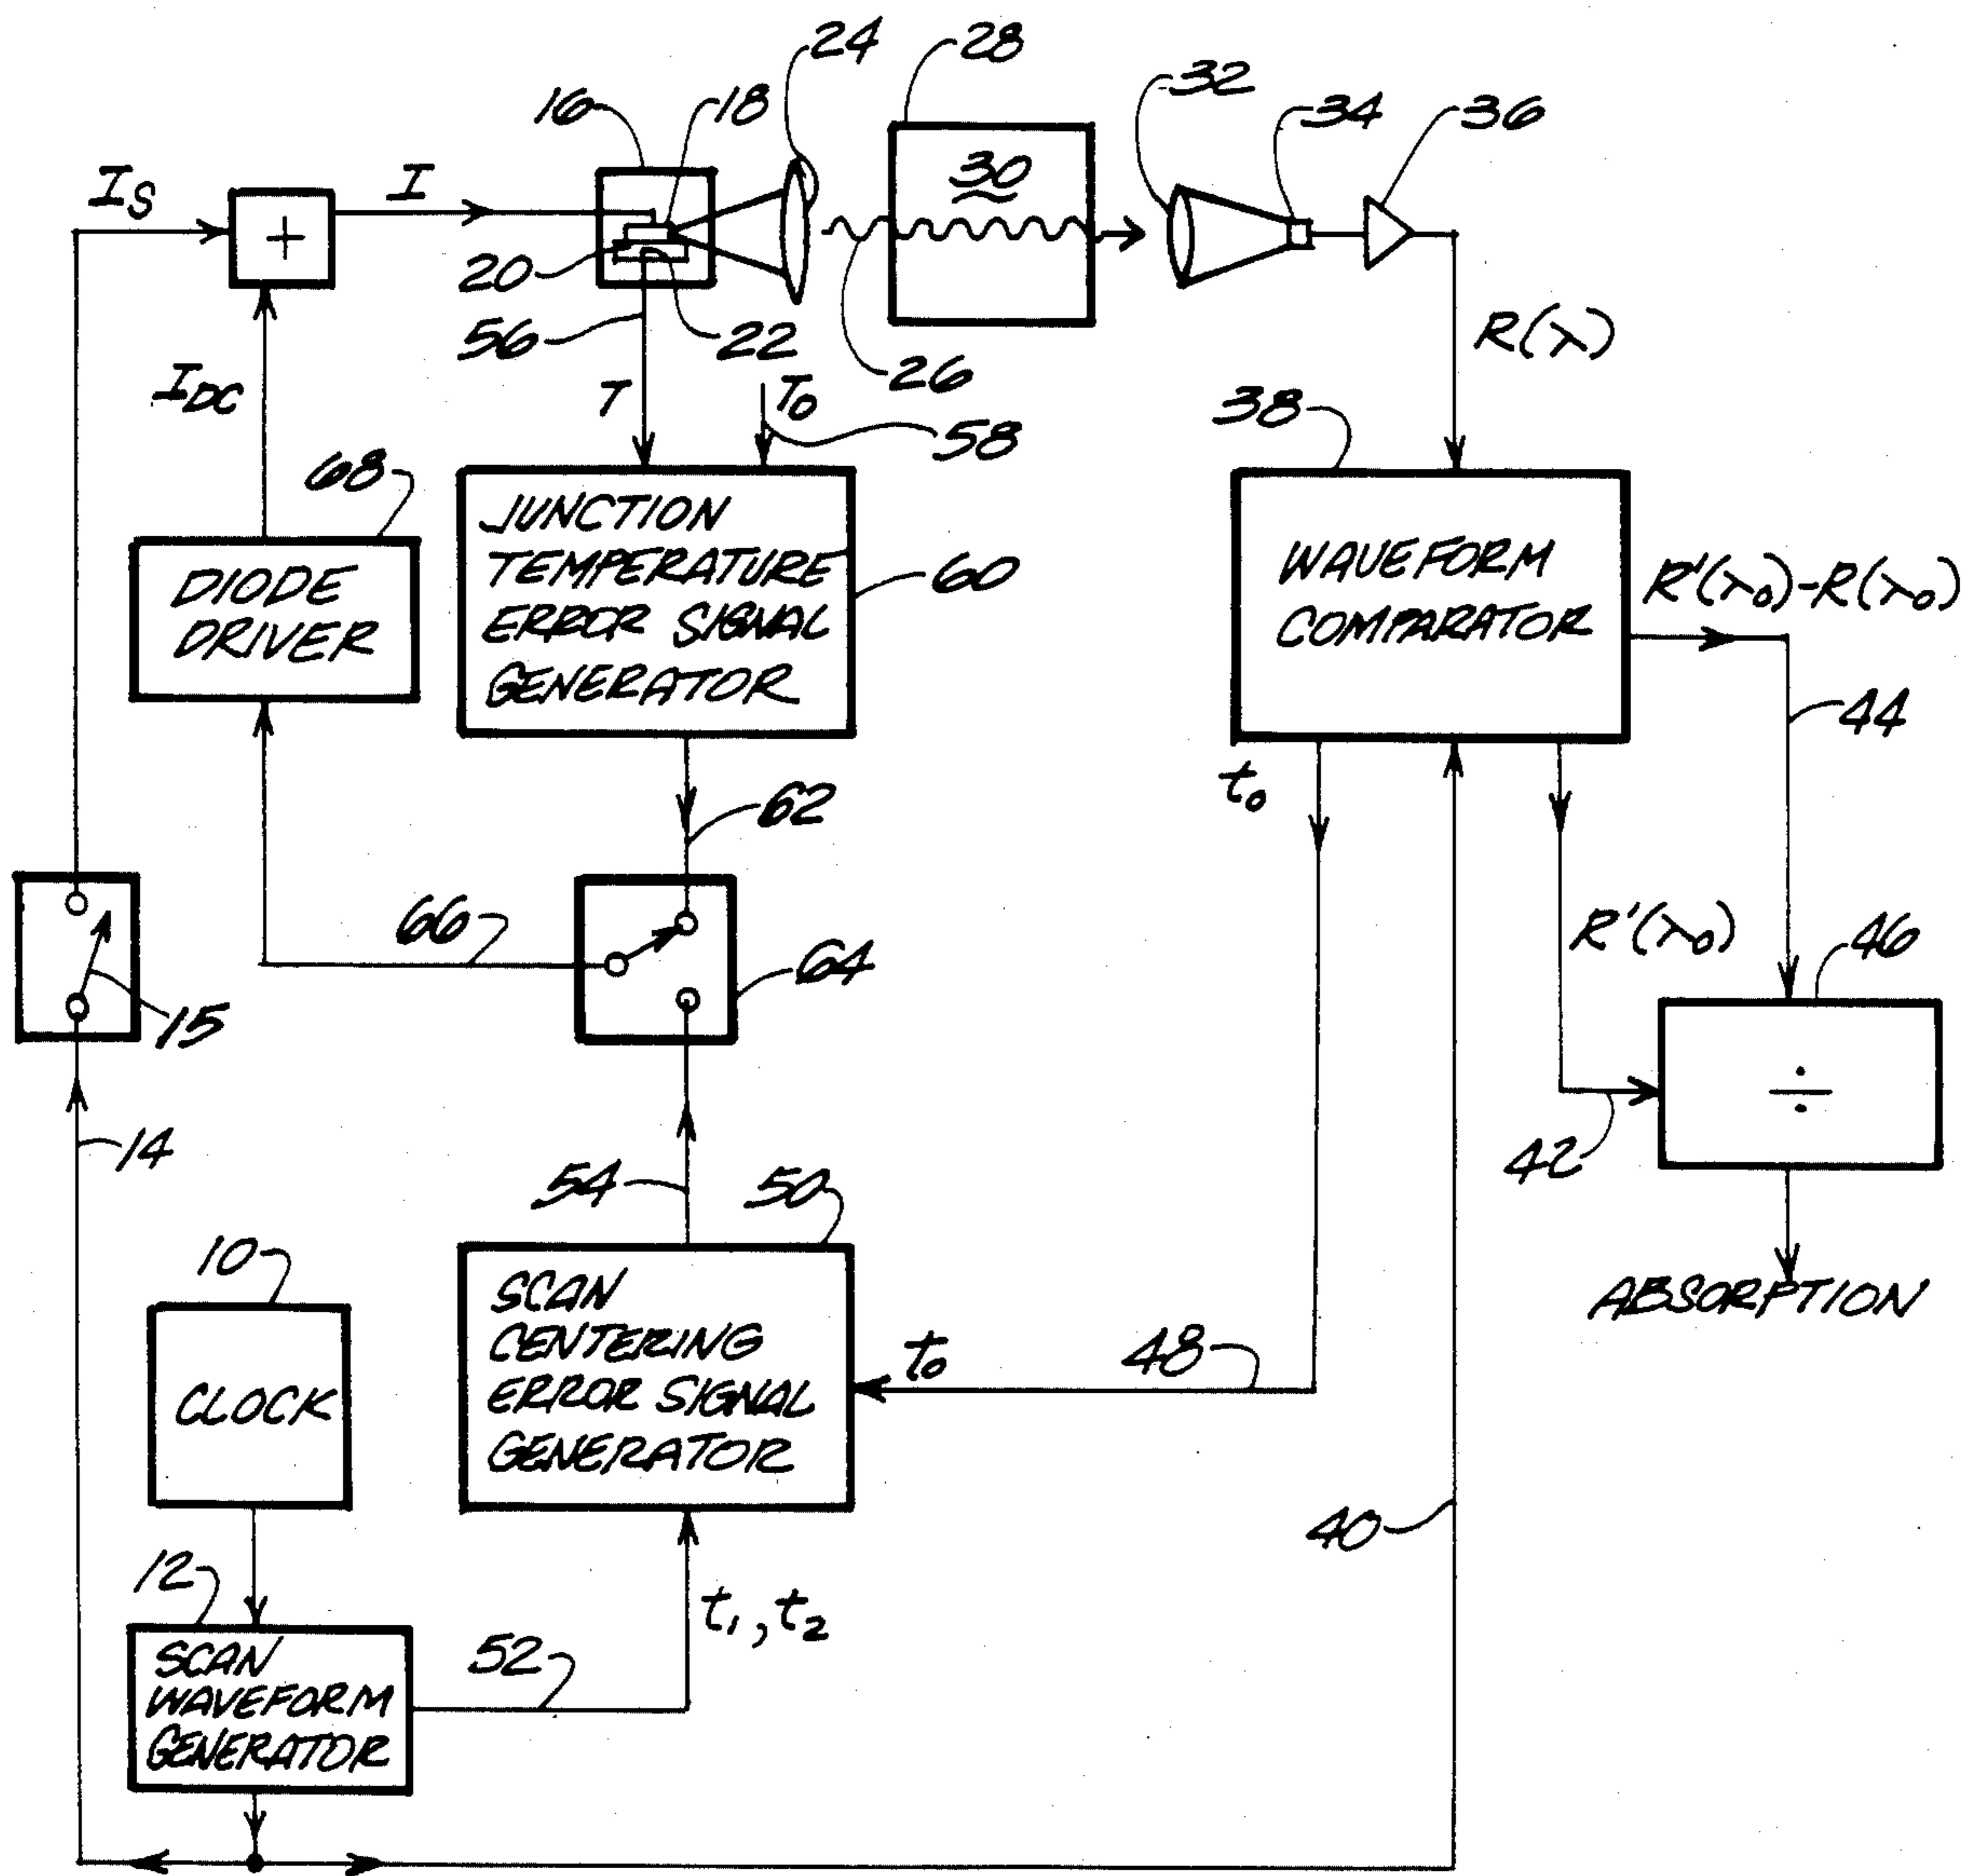 24
28
32
34
36
16
18
I_S
I
30
+
20
56
22
26
R(λ)
I_DC
T
T_0
38
58
68
JUNCTION
TEMPERATURE
ERROR SIGNAL
GENERATOR
60
WAVEFORM
COMPARATOR
R'(λ_0)-R(λ_0)
DIODE
DRIVER
44
t_0
62
66
R'(λ_0)
46
64
15
÷
14
42
54
50
10
ABSORPTION
SCAN
CENTERING
ERROR SIGNAL
GENERATOR
t_0
48
CLOCK
40
12
t_1, t_2
52
SCAN
WAVEFORM
GENERATOR